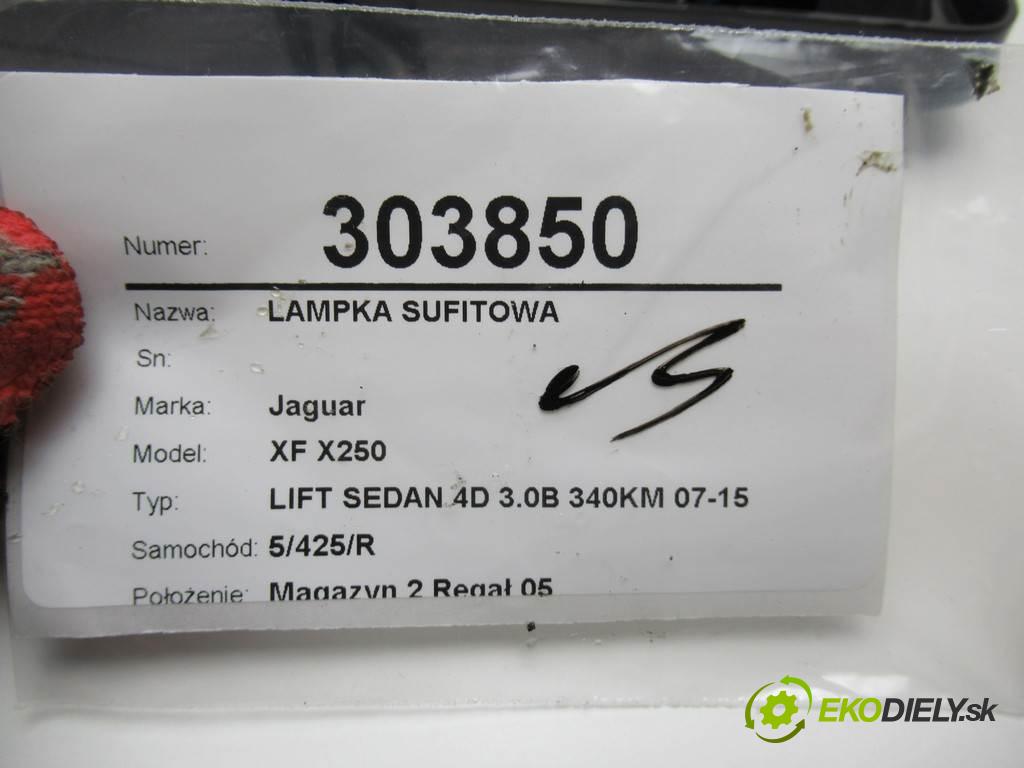 Numer: 303850
Nazwa: LAMPKA SUFITOWA
Sn:
Marka: Jaguar
Model: XF X250
Typ: LIFT SEDAN 4D 3.0B 340KM 07-15
Samochód: 5/425/R
Położenie: Magazyn 2 Regał 05
EKODIELY.sk